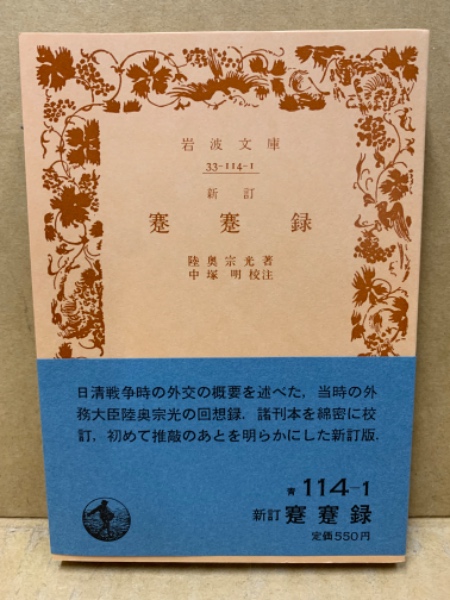 岩波文庫
33-114-1
新訂
蹇蹇録
陸奥宗光著
中塚明校注
日清戦争時の外交の概要を述べた，当時の外
務大臣陸奥宗光の回想録．諸刊本を綿密に校
訂，初めて推敲のあとを明らかにした新訂版．
青 114-1
新訂 蹇蹇録
定価550円